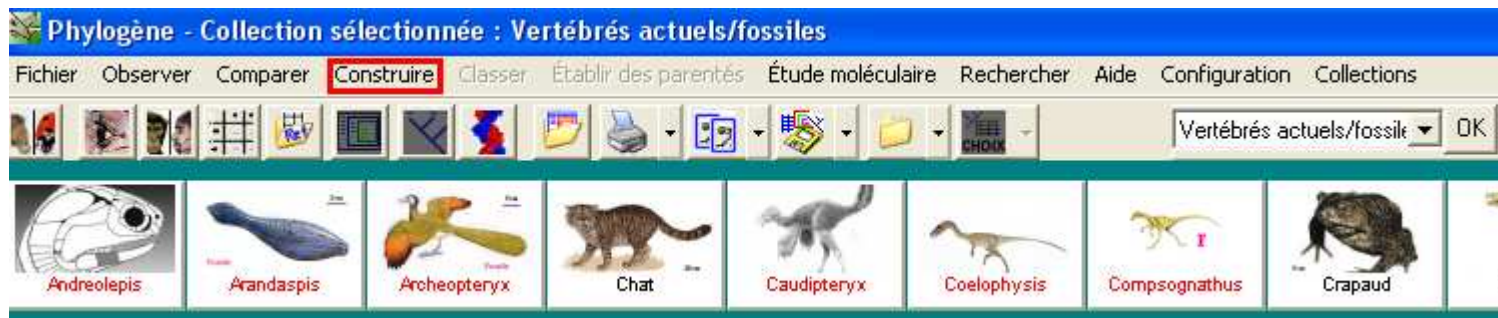 Phylogène - Collection sélectionnée : Vertébrés actuels/fossiles
Fichier Observer Comparer Construire Classer Établir des parentés Étude moléculaire Rechercher Aide Configuration Collections
CHOIX Vertébrés actuels/fossile OK
Andreolepis Arandaspis Archeopteryx Chat Caudipteryx Coelophysis Compsognathus Crapaud